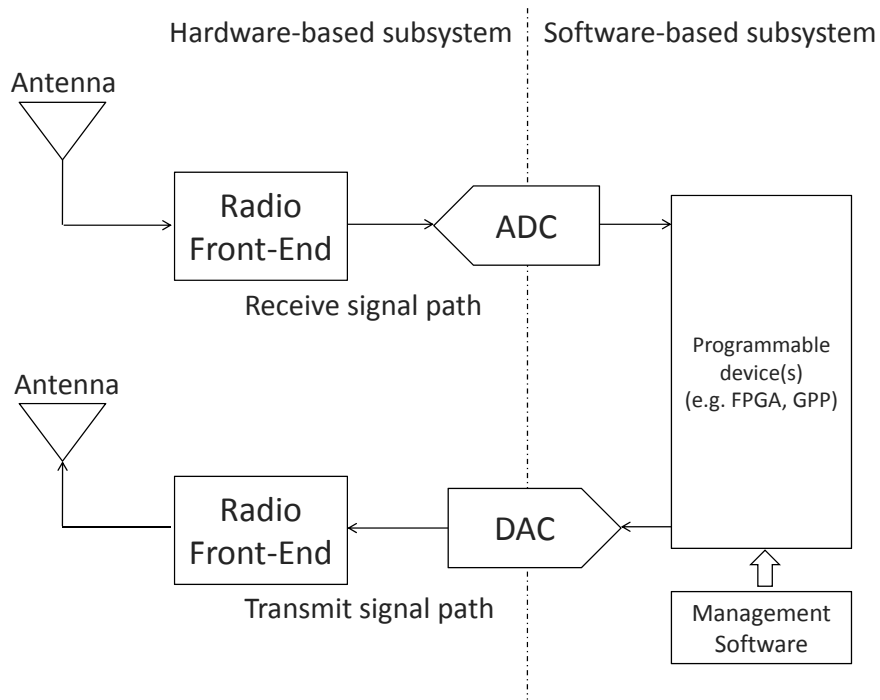 Hardware-based subsystem
Software-based subsystem
Antenna
Radio
Front-End
ADC
Receive signal path
Programmable
device(s)
(e.g. FPGA, GPP)
Antenna
Radio
Front-End
DAC
Transmit signal path
Management
Software